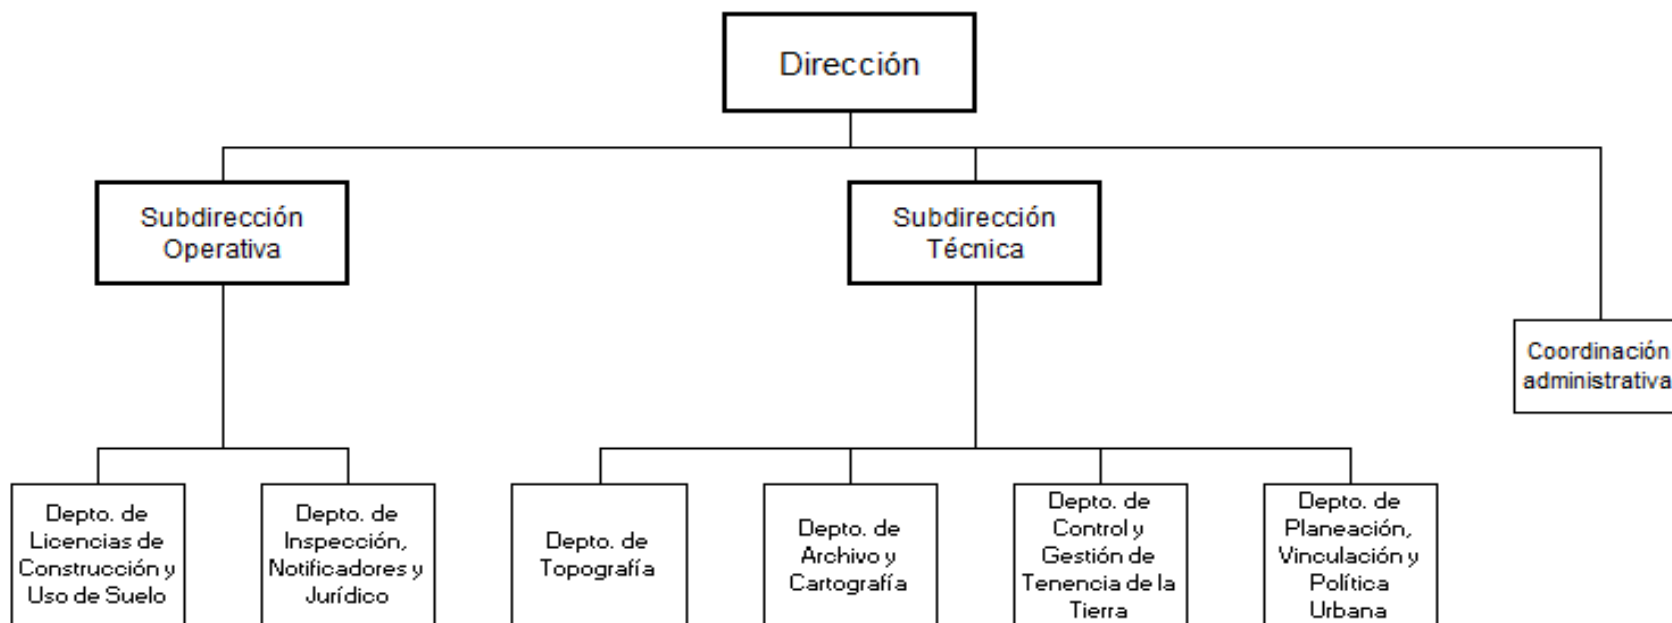 Dirección
Subdirección
Operativa
Subdirección
Técnica
Coordinación
administrativa
Depto. de
Licencias de
Construcción y
Uso de Suelo
Depto. de
Inspección,
Notificadores y
Jurídico
Depto. de
Topografía
Depto. de
Archivo y
Cartografía
Depto. de
Control y
Gestión de
Tenencia de la
Tierra
Depto. de
Planeación,
Vinculación y
Política
Urbana